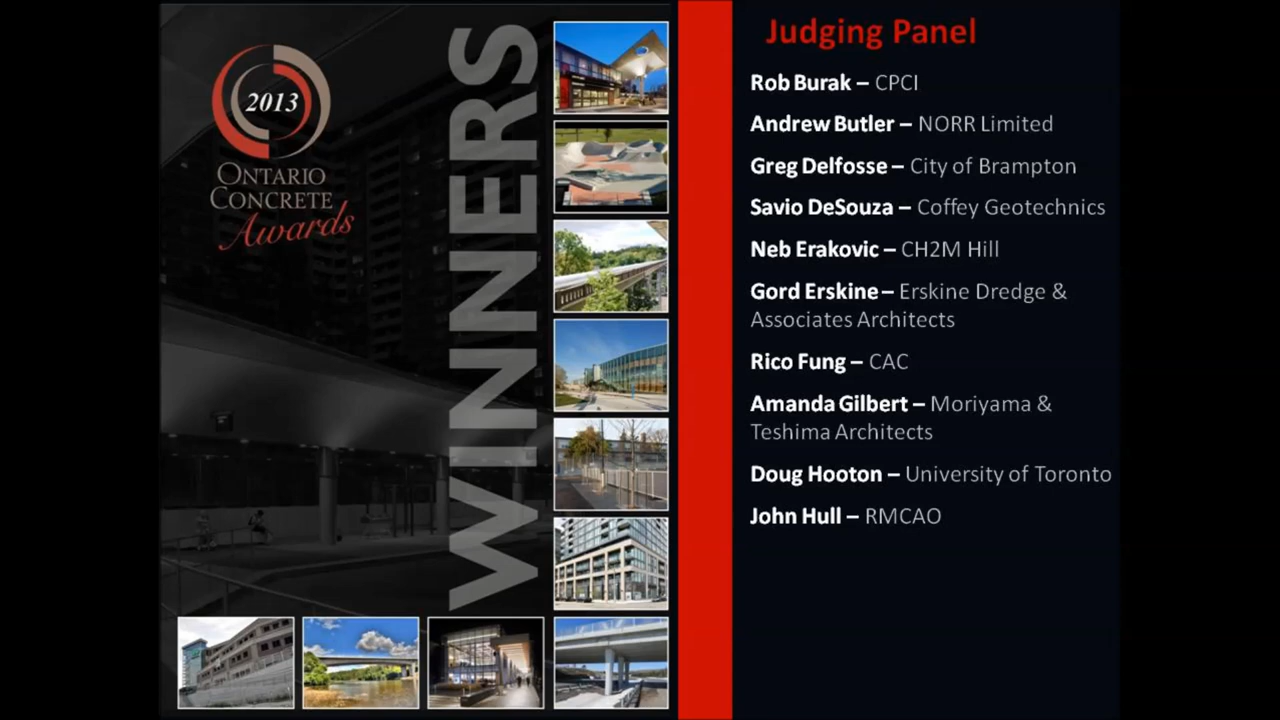 2013
ONTARIO
CONCRETE
Awards
WINNERS
Judging Panel
Rob Burak – CPCI
Andrew Butler – NORR Limited
Greg Delfosse – City of Brampton
Savio DeSouza – Coffey Geotechnics
Neb Erakovic – CH2M Hill
Gord Erskine – Erskine Dredge &
Associates Architects
Rico Fung – CAC
Amanda Gilbert – Moriyama &
Teshima Architects
Doug Hooton – University of Toronto
John Hull – RMCAO